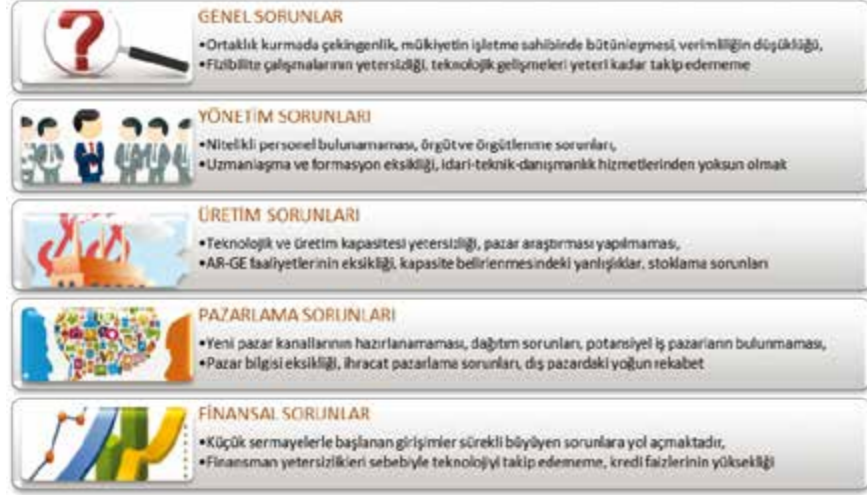 GENEL SORUNLAR
•Ortaklık kurmada çekingenlik, mülkiyetin işletme sahibinde bütünleşmesi, verimliliğin düşüklüğü,
•Fizibilite çalışmalarının yetersizliği, teknolojik gelişmeleri yeteri kadar takip edememe
YÖNETİM SORUNLARI
•Nitelikli personel bulunamaması, örgüt ve örgütlenme sorunları,
•Uzmanlaşma ve formasyon eksikliği, idari-teknik-danışmanlık hizmetlerinden yoksun olmak
ÜRETİM SORUNLARI
•Teknolojik ve üretim kapasitesi yetersizliği, pazar araştırması yapılmaması,
•AR-GE faaliyetlerinin eksikliği, kapasite belirlenmesindeki yanlışlıklar, stoklama sorunları
PAZARLAMA SORUNLARI
•Yeni pazar kanallarının hazırlanamaması, dağıtım sorunları, potansiyel iş pazarların bulunmaması,
•Pazar bilgisi eksikliği, ihracat pazarlama sorunları, dış pazardaki yoğun rekabet
FİNANSAL SORUNLAR
•Küçük sermayelerle başlanan girişimler sürekli büyüyen sorunlara yol açmaktadır,
•Finansman yetersizlikleri sebebiyle teknolojiyi takip edememe, kredi faizlerinin yüksekliği